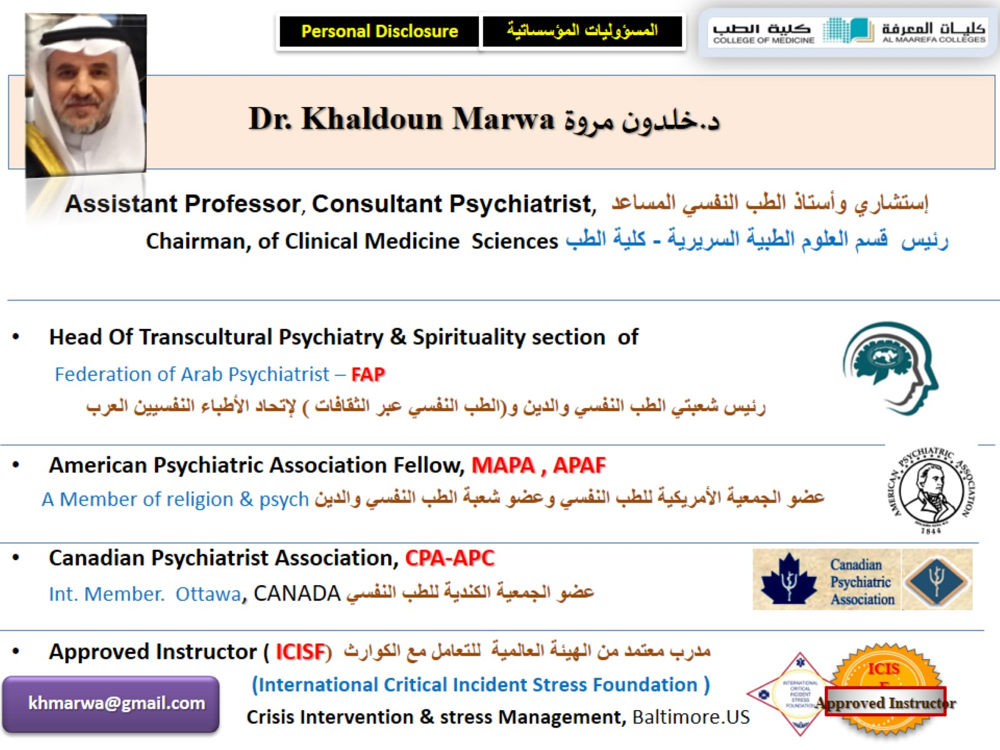 Personal Disclosure
المسؤوليات المؤسساتية
كلية الطب
COLLEGE OF MEDICINE
كليات المعرفة
AL MAAREFA COLLEGES
Dr. Khaldoun Marwa د.خلدون مروة
Assistant Professor, Consultant Psychiatrist, إستشاري وأستاذ الطب النفسي المساعد
Chairman, of Clinical Medicine Sciences رئيس قسم العلوم الطبية السريرية - كلية الطب
• Head Of Transcultural Psychiatry & Spirituality section of
Federation of Arab Psychiatrist – FAP
رئيس شعبتي الطب النفسي والدين و(الطب النفسي عبر الثقافات ) لإتحاد الأطباء النفسيين العرب
• American Psychiatric Association Fellow, MAPA , APAF
A Member of religion & psych عضو الجمعية الأمريكية للطب النفسي وعضو شعبة الطب النفسي والدين
AMERICAN PSYCHIATRIC ASSOCIATION
1844
• Canadian Psychiatrist Association, CPA-APC
Int. Member. Ottawa, CANADA عضو الجمعية الكندية للطب النفسي
Canadian
Psychiatric
Association
• Approved Instructor ( ICISF) مدرب معتمد من الهيئة العالمية للتعامل مع الكوارث
(International Critical Incident Stress Foundation )
Crisis Intervention & stress Management, Baltimore.US
khmarwa@gmail.com
INTERNATIONAL
CRITICAL
INCIDENT
STRESS
FOUNDATION
ICIS
F
Approved Instructor